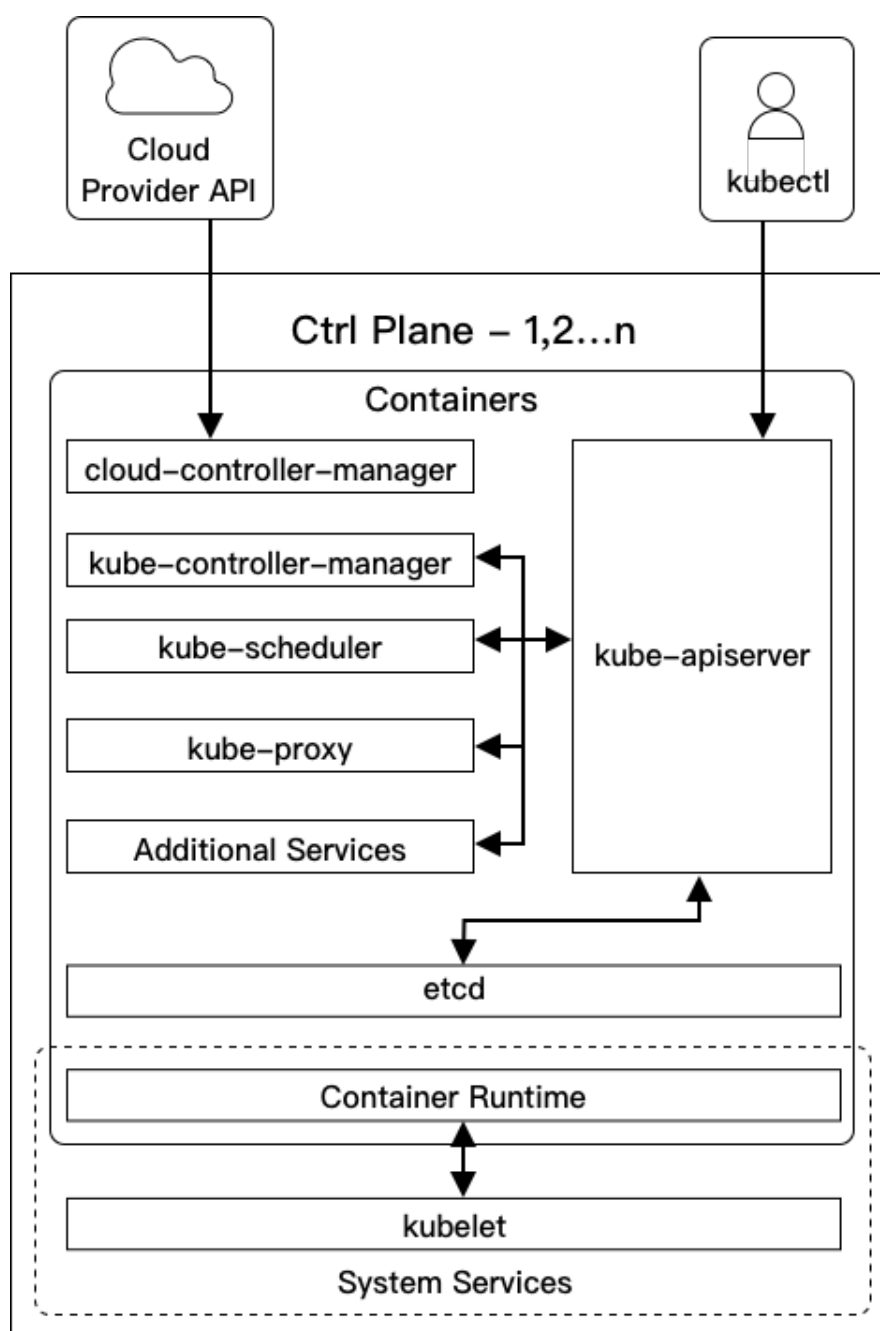 Cloud
Provider API
kubectl
Ctrl Plane – 1,2...n
Containers
cloud–controller–manager
kube–controller–manager
kube–scheduler
kube–proxy
Additional Services
kube–apiserver
etcd
Container Runtime
kubelet
System Services